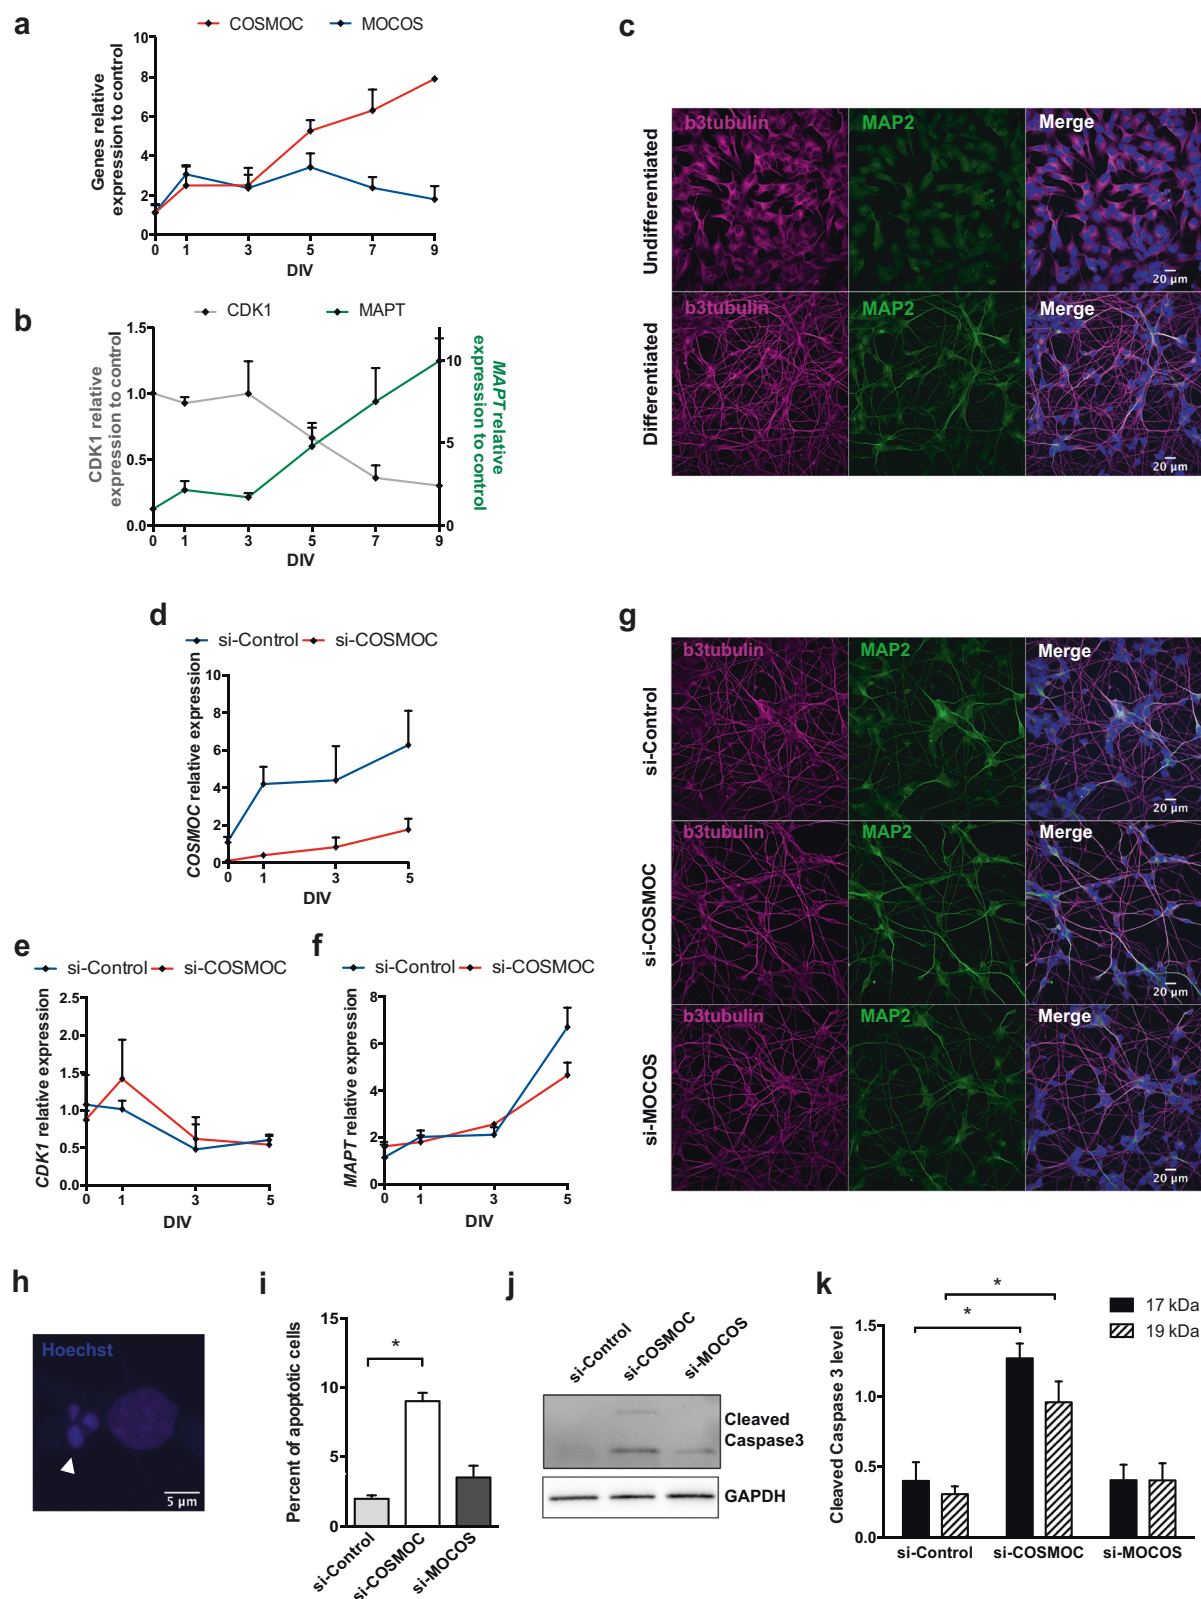 a
COSMOC MOCOS
Genes relative
expression to control
10
8
6
4
2
0
0 1 3 5 7 9
DIV
b
CDK1 MAPT
CDK1 relative
expression to control
1.5
1.0
0.5
0.0
MAPT relative
expression to control
10
5
0
0 1 3 5 7 9
DIV
c
Undifferentiated
b3tubulin MAP2 Merge
20 µm
Differentiated
b3tubulin MAP2 Merge
20 µm
d
si-Control si-COSMOC
COSMOC relative expression
10
8
6
4
2
0
0 1 3 5
DIV
e
si-Control si-COSMOC
CDK1 relative expression
2.5
2.0
1.5
1.0
0.5
0.0
0 1 3 5
DIV
f
si-Control si-COSMOC
MAPT relative expression
8
6
4
2
0
0 1 3 5
DIV
g
si-Control
b3tubulin MAP2 Merge
20 µm
si-COSMOC
b3tubulin MAP2 Merge
20 µm
si-MOCOS
b3tubulin MAP2 Merge
20 µm
h
Hoechst
5 µm
i
Percent of apoptotic cells
15
10
5
0
*
si-Control si-COSMOC si-MOCOS
j
si-Control si-COSMOC si-MOCOS
Cleaved
Caspase3
GAPDH
k
17 kDa
19 kDa
*
*
Cleaved Caspase 3 level
1.5
1.0
0.5
0.0
si-Control si-COSMOC si-MOCOS